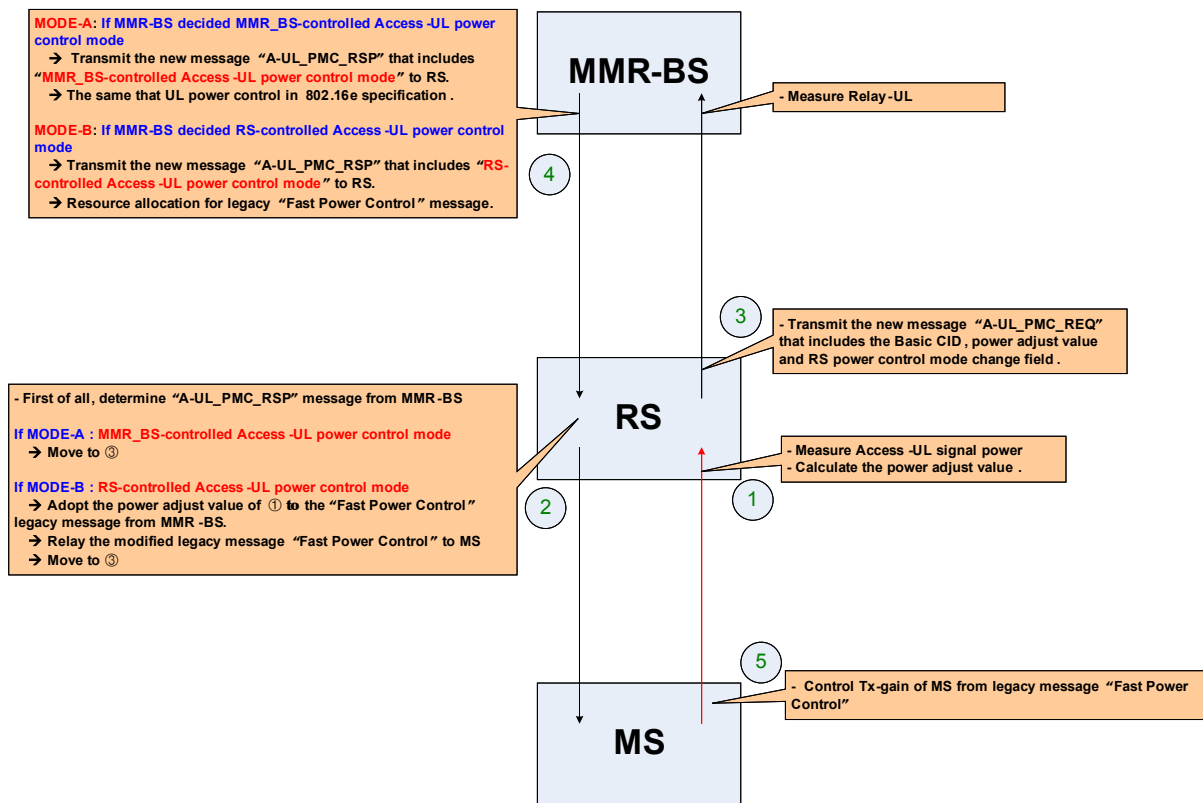 MODE-A: If MMR-BS decided MMR_BS-controlled Access -UL power
control mode
→ Transmit the new message “A-UL_PMC_RSP” that includes
“MMR_BS-controlled Access -UL power control mode” to RS.
→ The same that UL power control in 802.16e specification .
MODE-B: If MMR-BS decided RS-controlled Access -UL power control
mode
→ Transmit the new message “A-UL_PMC_RSP” that includes “RS-
controlled Access -UL power control mode” to RS.
→ Resource allocation for legacy “Fast Power Control” message.
MMR-BS
- Measure Relay-UL
4
3
- Transmit the new message “A-UL_PMC_REQ”
that includes the Basic CID , power adjust value
and RS power control mode change field .
- First of all, determine “A-UL_PMC_RSP” message from MMR-BS
If MODE-A : MMR_BS-controlled Access -UL power control mode
→ Move to ③
If MODE-B : RS-controlled Access -UL power control mode
→ Adopt the power adjust value of ① to the “Fast Power Control”
legacy message from MMR -BS.
→ Relay the modified legacy message “Fast Power Control” to MS
→ Move to ③
RS
- Measure Access -UL signal power
- Calculate the power adjust value .
2
1
5
- Control Tx-gain of MS from legacy message “Fast Power
Control”
MS